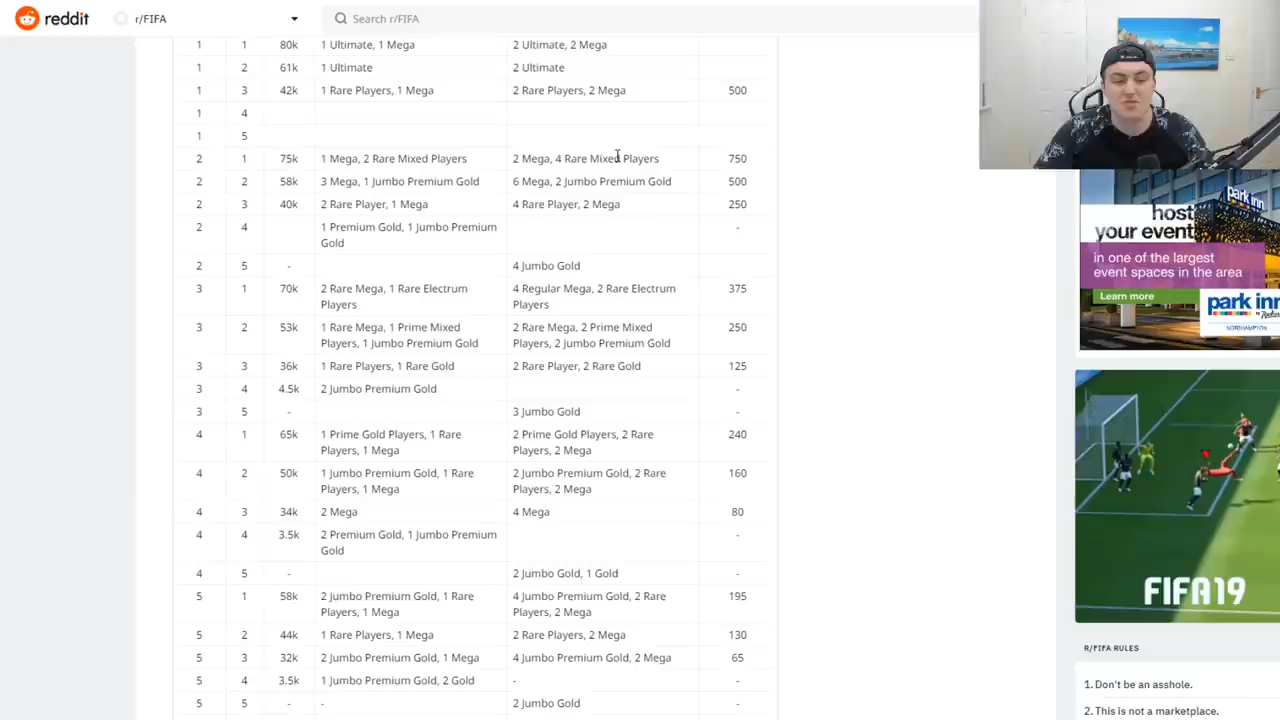 reddit
r/FIFA
Search r/FIFA
1 1 80k 1 Ultimate, 1 Mega 2 Ultimate, 2 Mega
1 2 61k 1 Ultimate 2 Ultimate
1 3 42k 1 Rare Players, 1 Mega 2 Rare Players, 2 Mega 500
1 4
1 5
2 1 75k 1 Mega, 2 Rare Mixed Players 2 Mega, 4 Rare Mixed Players 750
2 2 58k 3 Mega, 1 Jumbo Premium Gold 6 Mega, 2 Jumbo Premium Gold 500
2 3 40k 2 Rare Player, 1 Mega 4 Rare Player, 2 Mega 250
2 4 1 Premium Gold, 1 Jumbo Premium -
Gold
2 5 - 4 Jumbo Gold
3 1 70k 2 Rare Mega, 1 Rare Electrum 4 Regular Mega, 2 Rare Electrum 375
Players Players
3 2 53k 1 Rare Mega, 1 Prime Mixed 2 Rare Mega, 2 Prime Mixed 250
Players, 1 Jumbo Premium Gold Players, 2 Jumbo Premium Gold
3 3 36k 1 Rare Players, 1 Rare Gold 2 Rare Player, 2 Rare Gold 125
3 4 4.5k 2 Jumbo Premium Gold -
3 5 - 3 Jumbo Gold -
4 1 65k 1 Prime Gold Players, 1 Rare 2 Prime Gold Players, 2 Rare 240
Players, 1 Mega Players, 2 Mega
4 2 50k 1 Jumbo Premium Gold, 1 Rare 2 Jumbo Premium Gold, 2 Rare 160
Players, 1 Mega Players, 2 Mega
4 3 34k 2 Mega 4 Mega 80
4 4 3.5k 2 Premium Gold, 1 Jumbo Premium -
Gold
4 5 - 2 Jumbo Gold, 1 Gold -
5 1 58k 2 Jumbo Premium Gold, 1 Rare 4 Jumbo Premium Gold, 2 Rare 195
Players, 1 Mega Players, 2 Mega
5 2 44k 1 Rare Players, 1 Mega 2 Rare Players, 2 Mega 130
5 3 32k 2 Jumbo Premium Gold, 1 Mega 4 Jumbo Premium Gold, 2 Mega 65
5 4 3.5k 1 Jumbo Premium Gold, 2 Gold - -
5 5 - - 2 Jumbo Gold -
park inn
host
your event
in one of the largest
event spaces in the area
Learn more
park inn
by Radisson
NORTHAMPTON
FIFA19
R/FIFA RULES
1. Don't be an asshole.
2. This is not a marketplace.